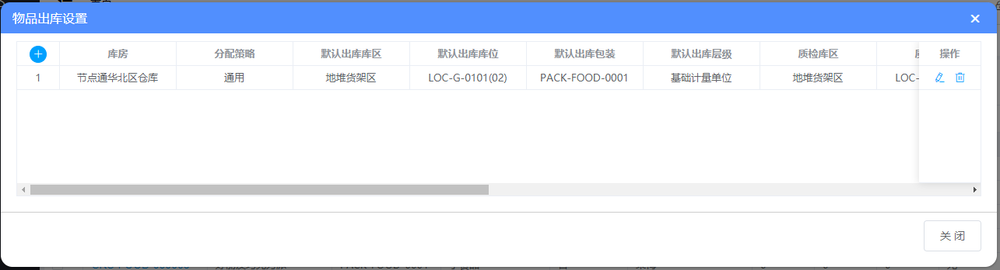 物品出库设置
库房 分配策略 默认出库库区 默认出库库位 默认出库包装 默认出库层级 质检库区 操作
1 节点通华北区仓库 通用 地堆货架区 LOC-G-0101(02) PACK-FOOD-0001 基础计量单位 地堆货架区 LOC-
关 闭